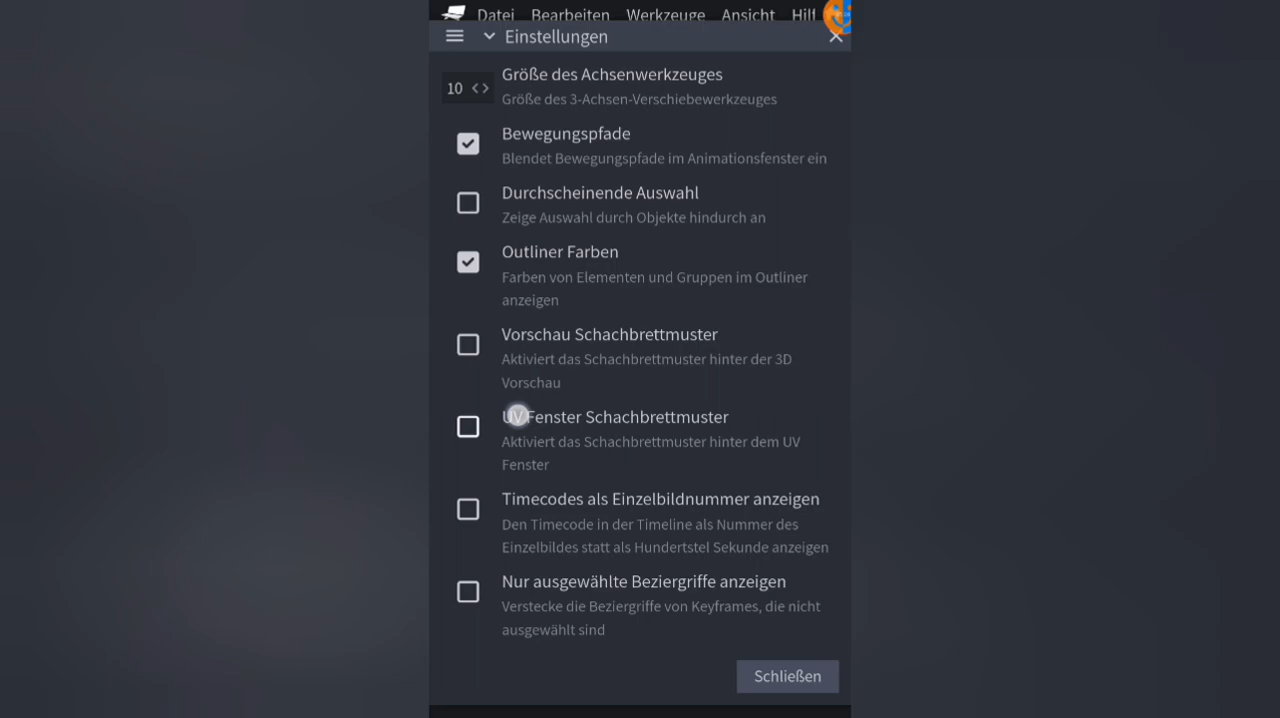 Datei Bearbeiten Werkzeuge Ansicht Hilf
Einstellungen
10
Größe des Achsenwerkzeuges
Größe des 3-Achsen-Verschiebewerkzeuges
Bewegungspfade
Blendet Bewegungspfade im Animationsfenster ein
Durchscheinende Auswahl
Zeige Auswahl durch Objekte hindurch an
Outliner Farben
Farben von Elementen und Gruppen im Outliner
anzeigen
Vorschau Schachbrettmuster
Aktiviert das Schachbrettmuster hinter der 3D
Vorschau
UV Fenster Schachbrettmuster
Aktiviert das Schachbrettmuster hinter dem UV
Fenster
Timecodes als Einzelbildnummer anzeigen
Den Timecode in der Timeline als Nummer des
Einzelbildes statt als Hundertstel Sekunde anzeigen
Nur ausgewählte Beziergriffe anzeigen
Verstecke die Beziergriffe von Keyframes, die nicht
ausgewählt sind
Schließen